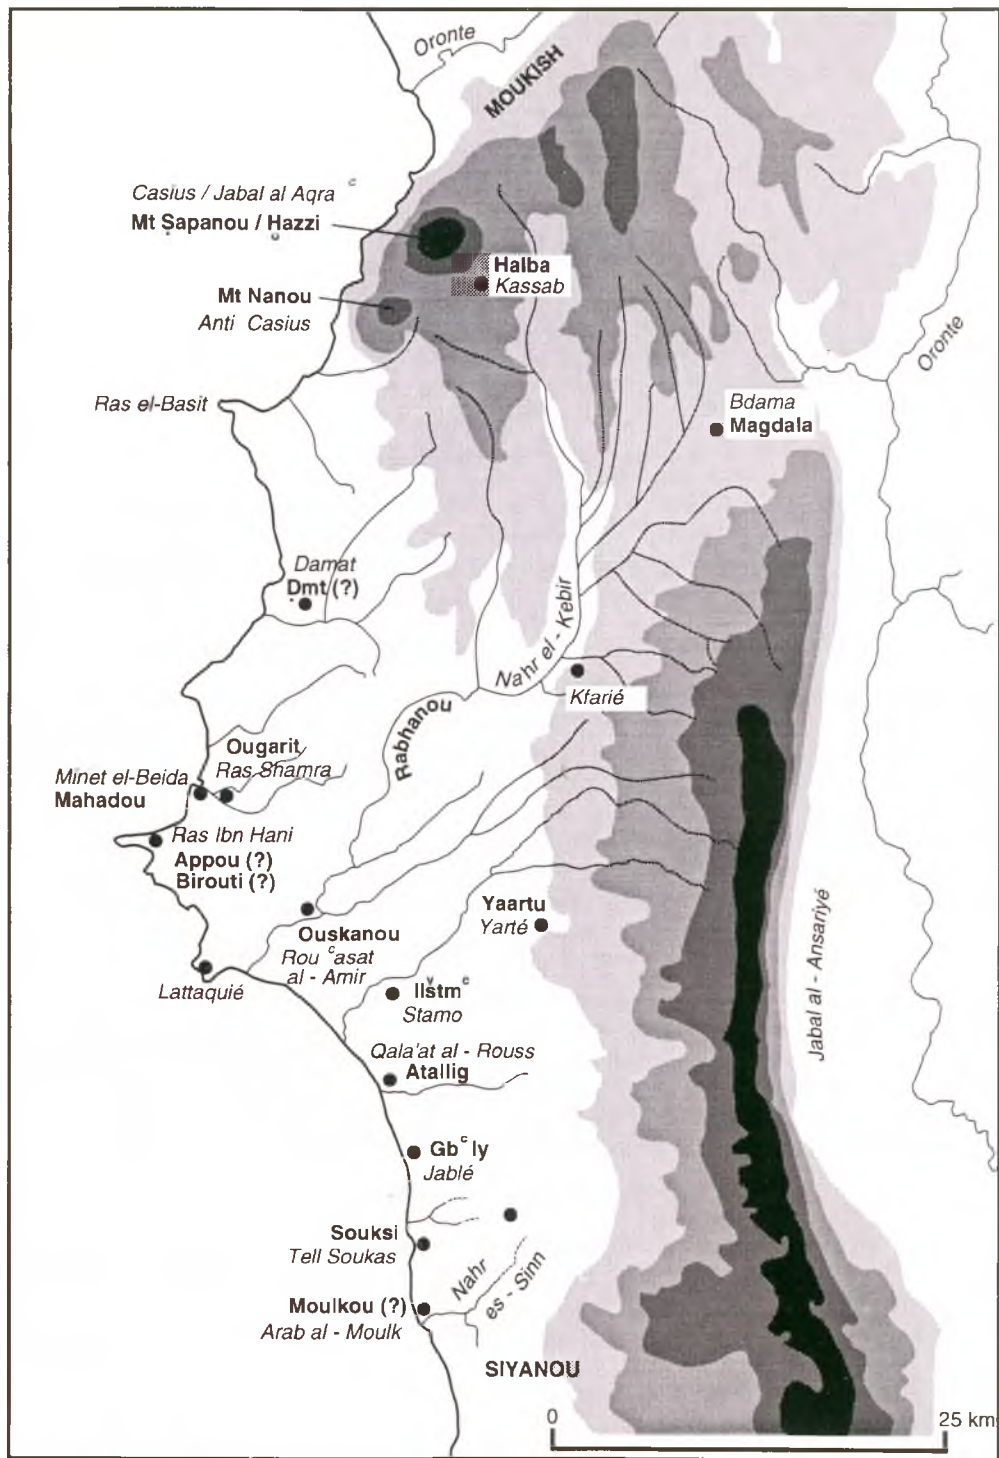 Oronte
MOUKISH
Casius / Jabal al Aqra c
Mt Sapanou / Hazzi
Halba
Kassab
Mt Nanou
Anti Casius
Oronte
Ras el-Basit
Bdama
Magdala
Damat
Dmt (?)
Nahr el - Kebir
Kfarié
Rabhanou
Ougarit
Ras Shamra
Minet el-Beida
Mahadou
Ras Ibn Hani
Appou (?)
Birouti (?)
Yaartu
Yarté
Ouskanou
Rou ᶜasat
al - Amir
Lattaquié
Ilštmᶜ
Stamo
Jabal al - Ansariyé
Qala'at al - Rouss
Atallig
Gbᶜly
Jablé
Souksi
Tell Soukas
Nahr
es - Sinn
Moulkou (?)
Arab al - Moulk
SIYANOU
0 25 km